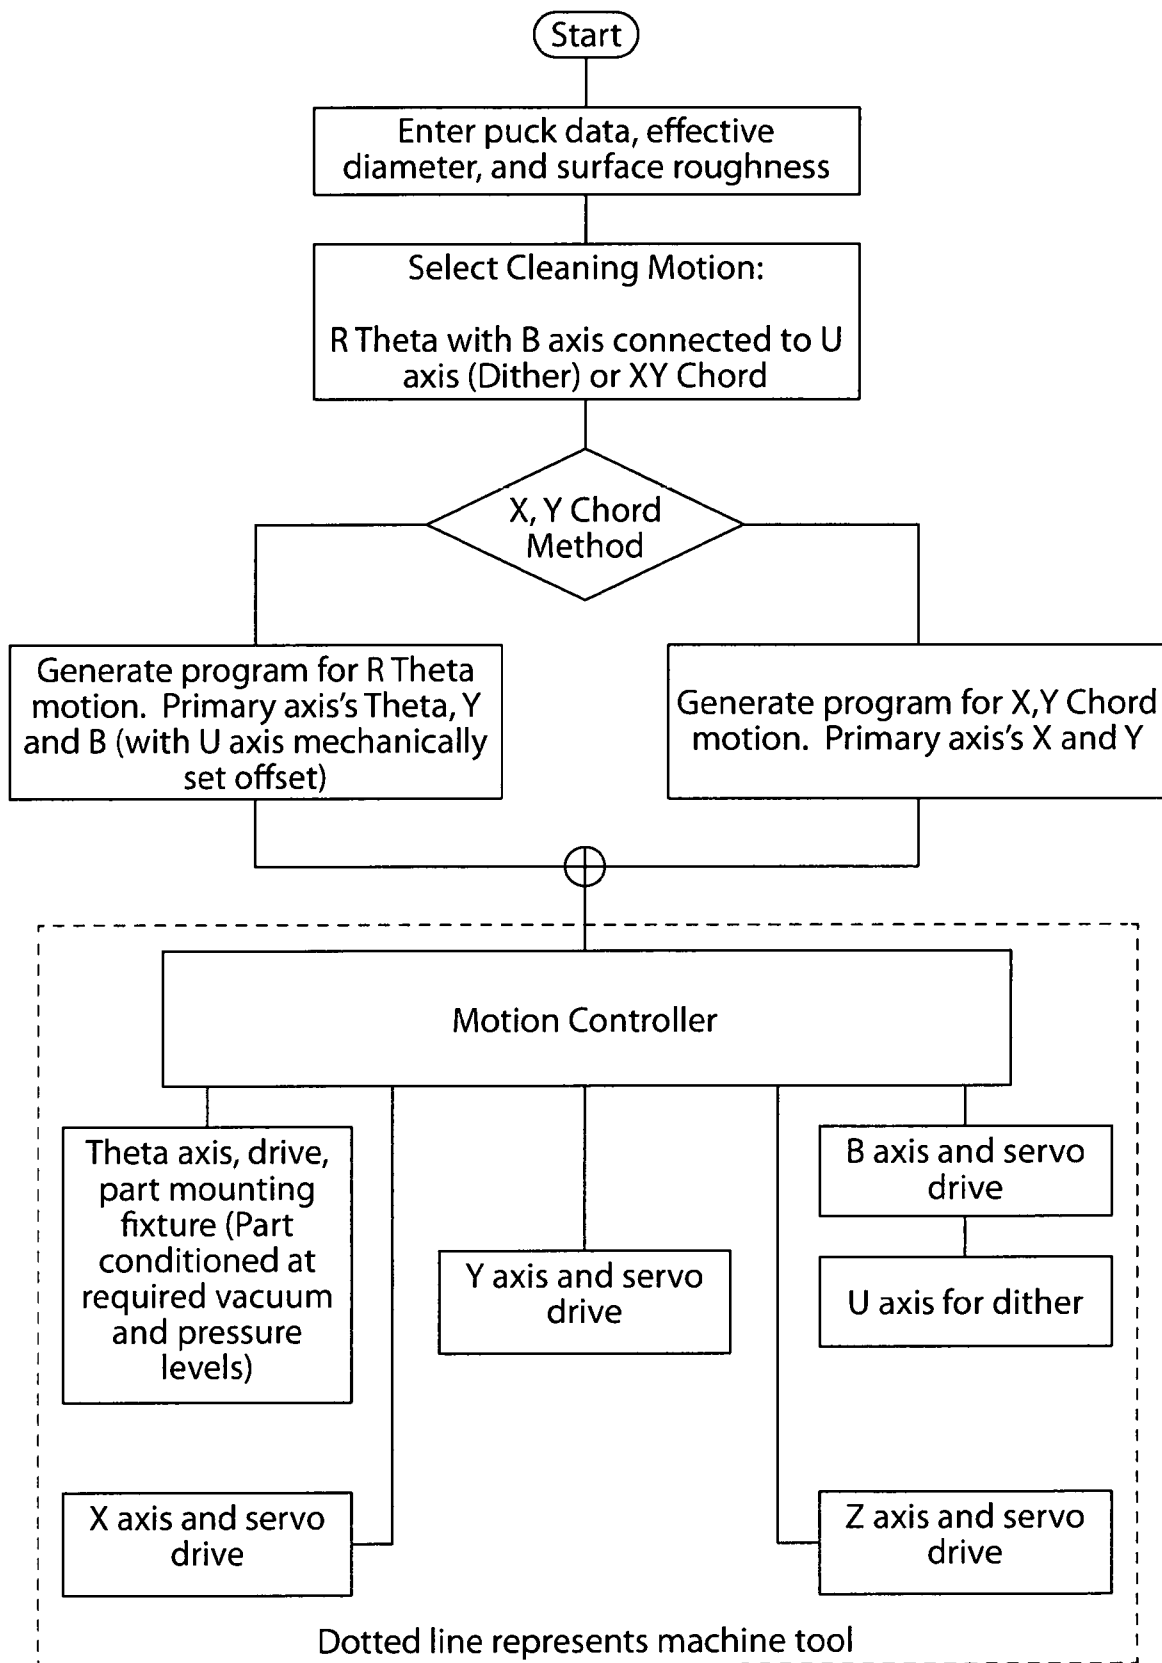 Start
Enter puck data, effective
diameter, and surface roughness
Select Cleaning Motion:
R Theta with B axis connected to U
axis (Dither) or XY Chord
X, Y Chord
Method
Generate program for R Theta
motion.  Primary axis's Theta, Y
and B (with U axis mechanically
set offset)
Generate program for X,Y Chord
motion.  Primary axis's X and Y
Motion Controller
Theta axis, drive,
part mounting
fixture (Part
conditioned at
required vacuum
and pressure
levels)
Y axis and servo
drive
B axis and servo
drive
U axis for dither
X axis and servo
drive
Z axis and servo
drive
Dotted line represents machine tool